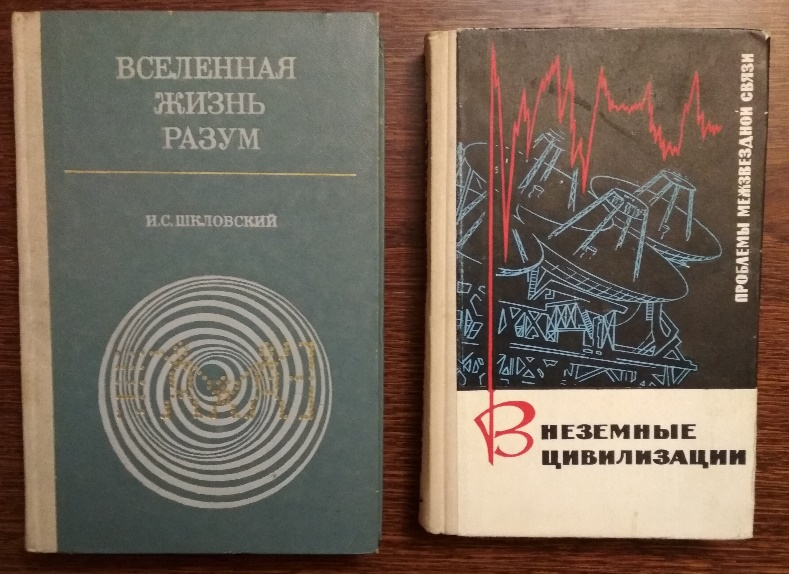 ВСЕЛЕННАЯ
ЖИЗНЬ
РАЗУМ
И.С.ШКЛОВСКИЙ
ПРОБЛЕМЫ МЕЖЗВЕЗДНОЙ СВЯЗИ
ВНЕЗЕМНЫЕ
ЦИВИЛИЗАЦИИ